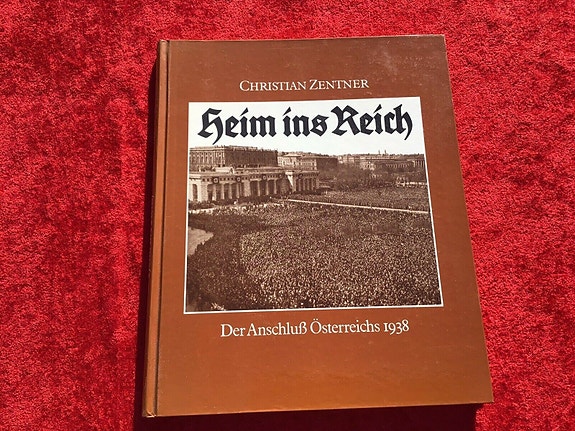 CHRISTIAN ZENTNER
Heim ins Reich
Der Anschluß Österreichs 1938